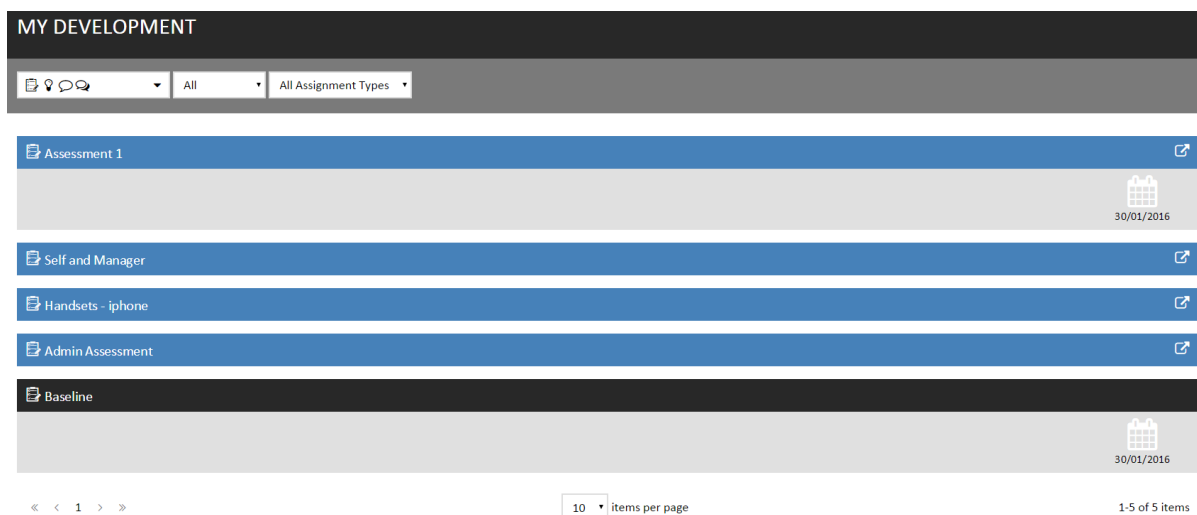 MY DEVELOPMENT
All All Assignment Types
Assessment 1
30/01/2016
Self and Manager
Handsets - iphone
Admin Assessment
Baseline
30/01/2016
« < 1 > » 10 items per page 1-5 of 5 items